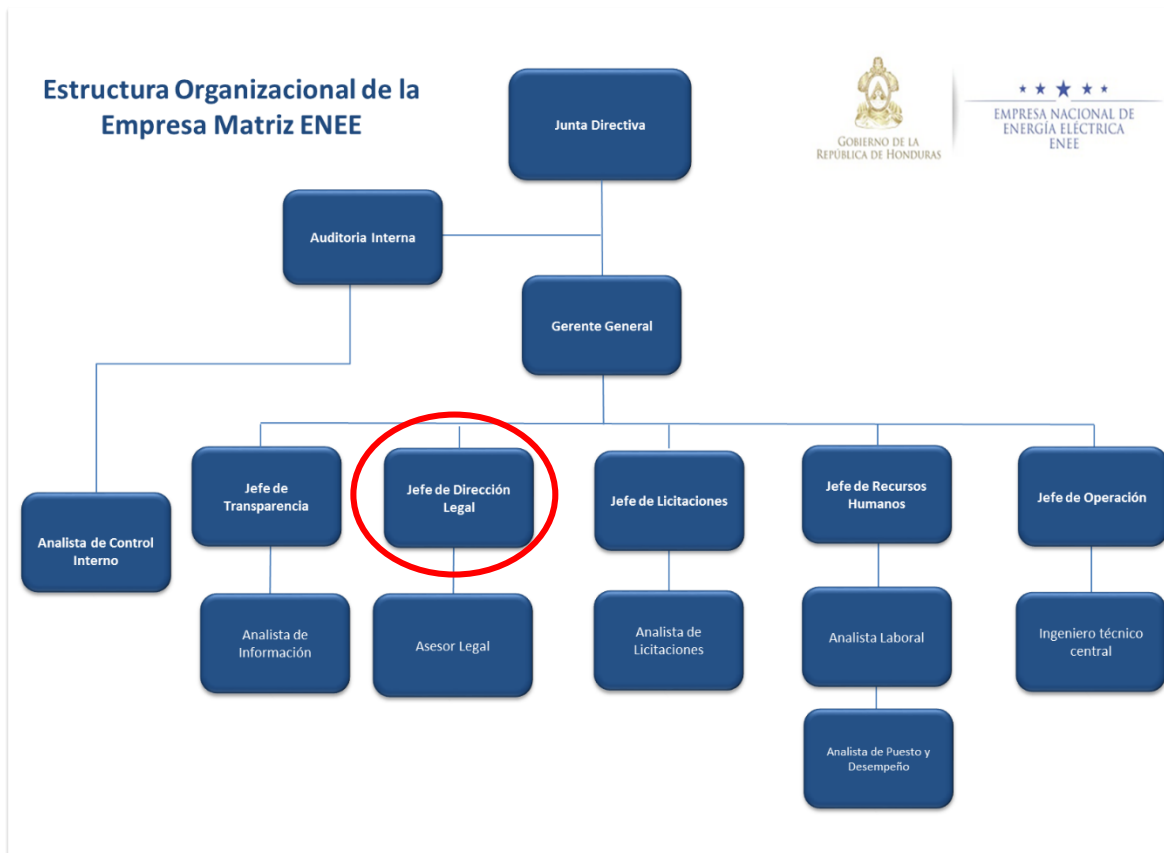 Estructura Organizacional de la
Empresa Matriz ENEE
Junta Directiva
GOBIERNO DE LA
REPÚBLICA DE HONDURAS
EMPRESA NACIONAL DE
ENERGÍA ELÉCTRICA
ENEE
Auditoria Interna
Gerente General
Analista de Control
Interno
Jefe de
Transparencia
Jefe de Dirección
Legal
Jefe de Licitaciones
Jefe de Recursos
Humanos
Jefe de Operación
Analista de
Información
Asesor Legal
Analista de
Licitaciones
Analista Laboral
Ingeniero técnico
central
Analista de Puesto y
Desempeño